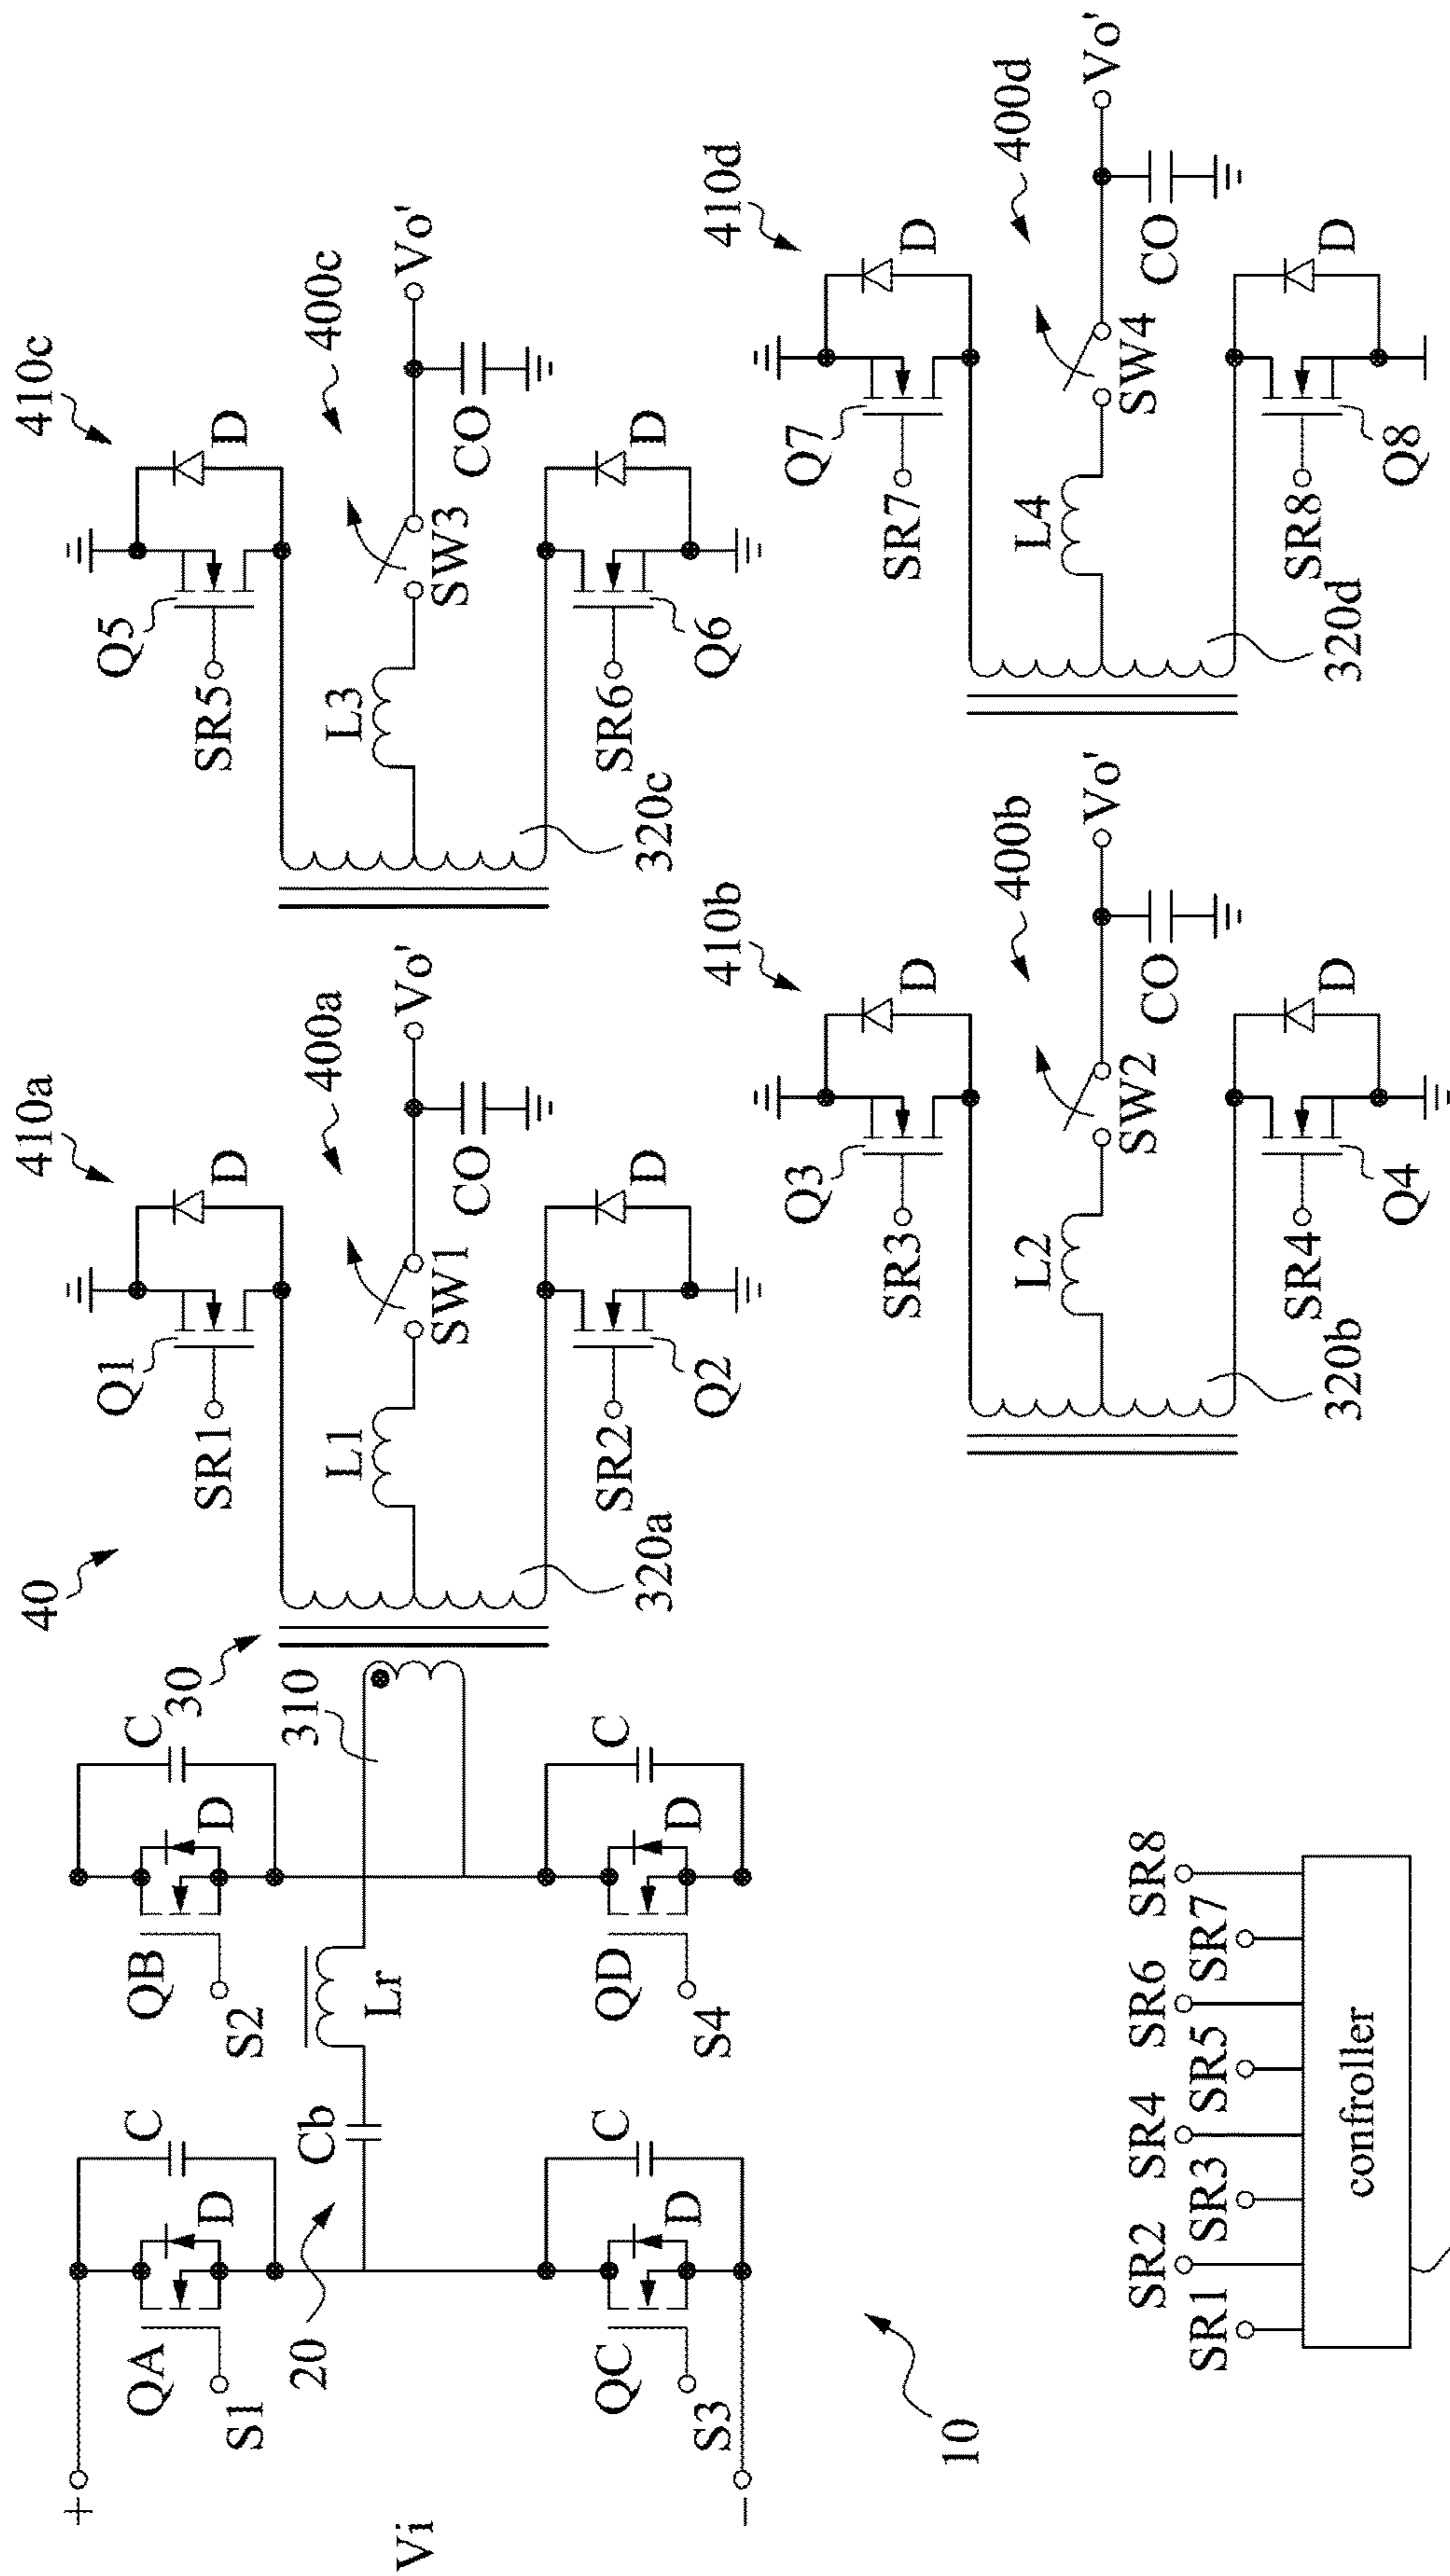 40
410a
410c
Q1
D
Q5
D
SR1
SR5
400a
400c
L1
L3
Vo'
Vo'
SW1
CO
SW3
CO
SR2
D
SR6
D
Q2
Q6
320a
320c
+
QA
D
C
QB
D
C
30
S1
S2
310
20
Cb
Lr
Vi
QC
D
C
QD
D
C
S3
S4
−
10
410b
410d
Q3
D
Q7
D
SR3
SR7
400b
400d
L2
L4
Vo'
Vo'
SW2
CO
SW4
CO
SR4
D
SR8
D
Q4
Q8
320b
320d
SR2
SR4
SR6
SR8
SR1
SR3
SR5
SR7
confroller